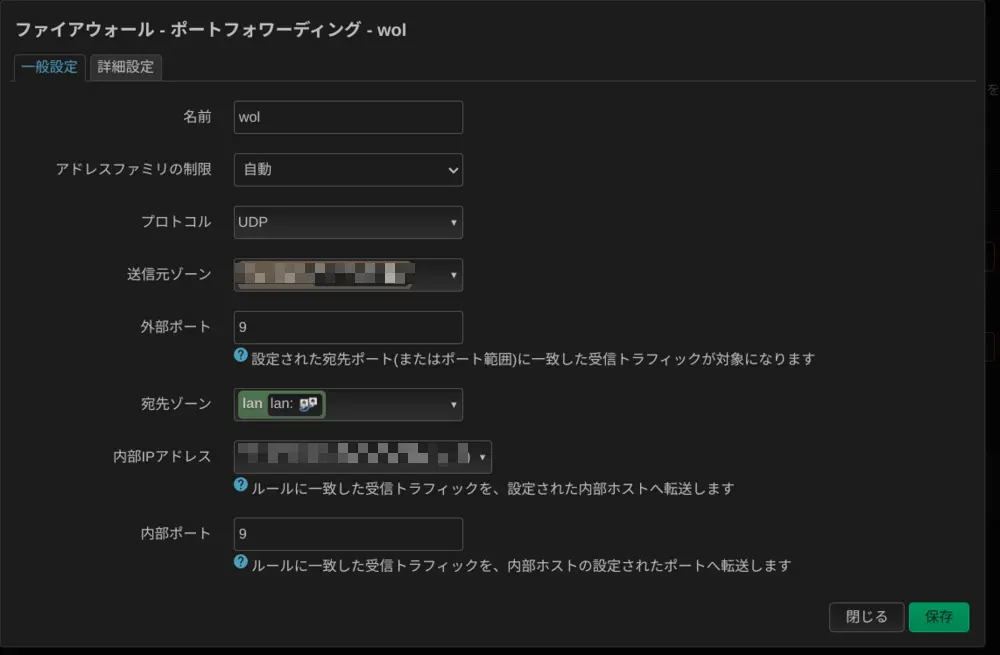 ファイアウォール - ポートフォワーディング - wol
一般設定 詳細設定
を
名前 wol
アドレスファミリの制限 自動
プロトコル UDP
送信元ゾーン
外部ポート 9
設定された宛先ポート(またはポート範囲)に一致した受信トラフィックが対象になります
宛先ゾーン lan lan:
内部IPアドレス )
ルールに一致した受信トラフィックを、設定された内部ホストへ転送します
内部ポート 9
ルールに一致した受信トラフィックを、内部ホストの設定されたポートへ転送します
閉じる 保存